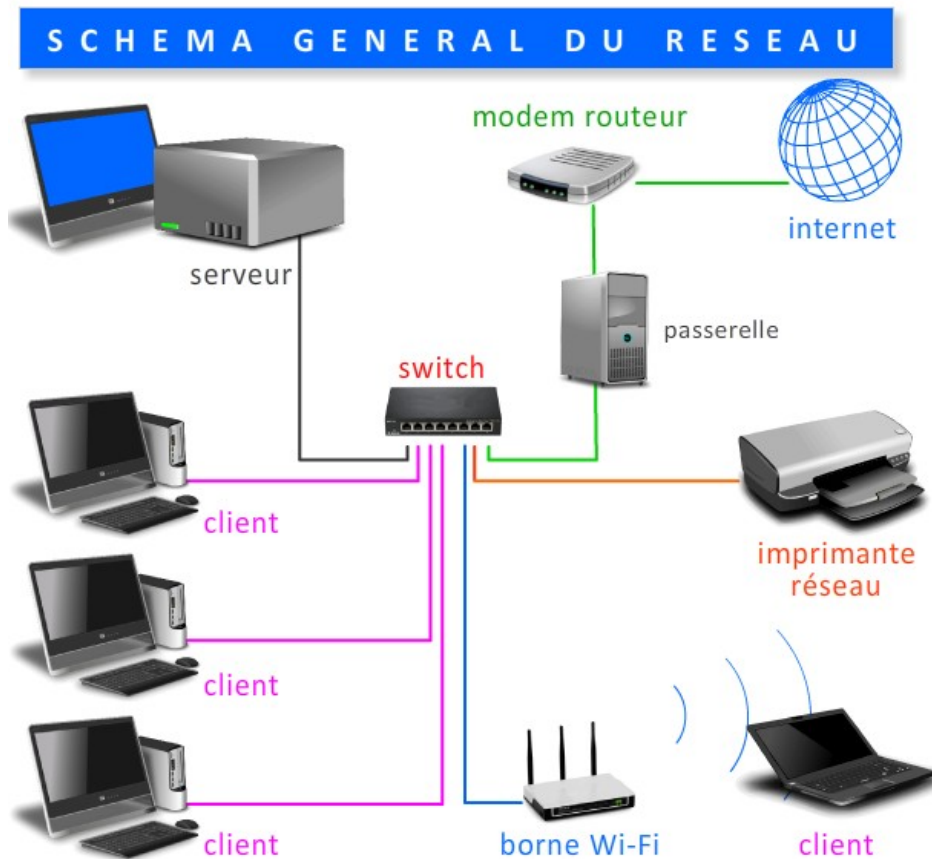 SCHEMA GENERAL DU RESEAU
modem routeur
internet
serveur
passerelle
switch
client
imprimante
réseau
client
client
borne Wi-Fi
client